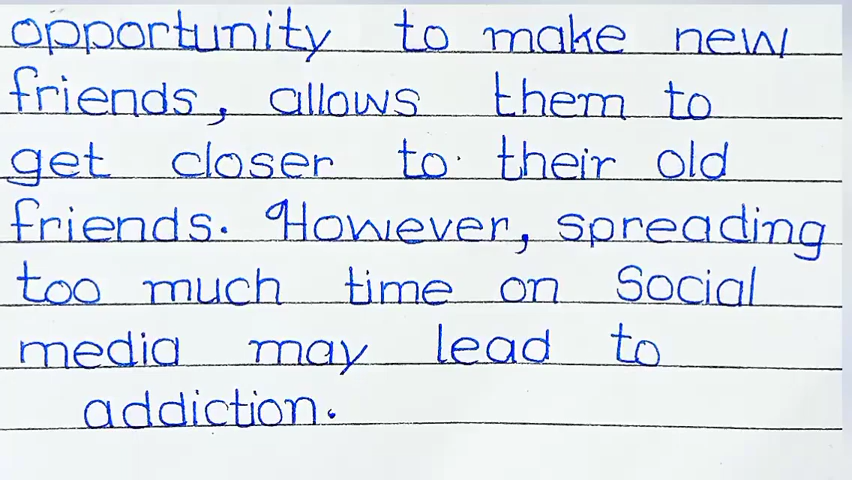 opportunity to make new
friends, allows them to
get closer to their old
friends. However, spreading
too much time on Social
media may lead to
addiction.